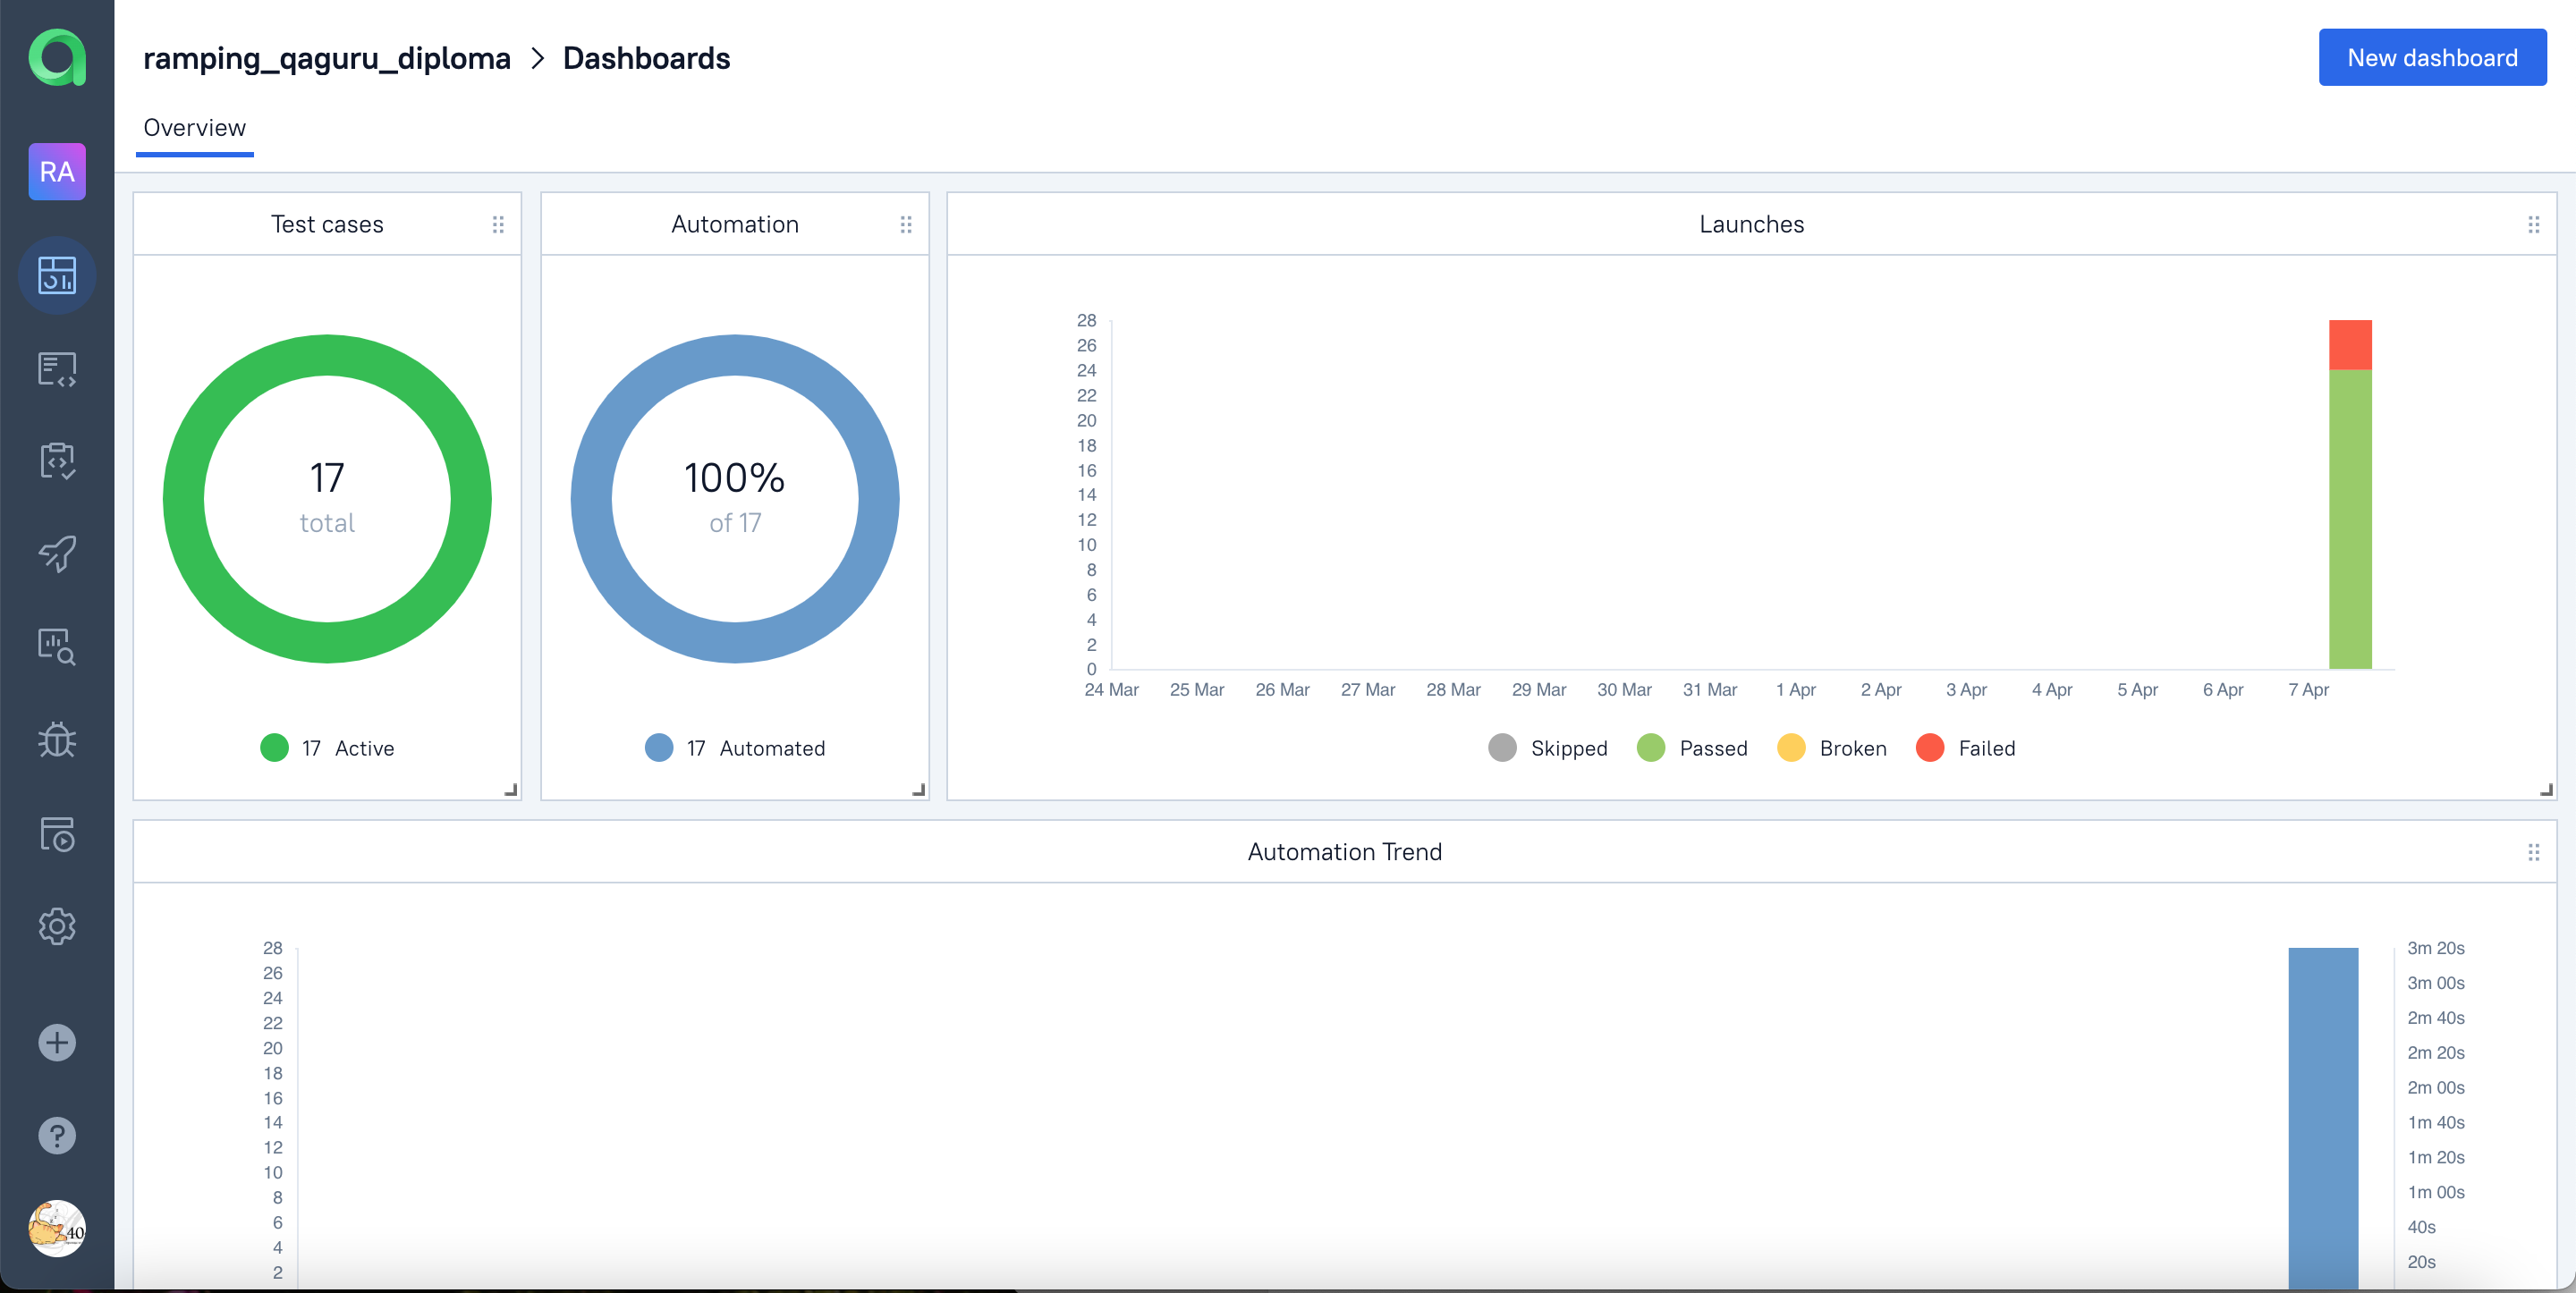 ramping_qaguru_diploma > Dashboards
New dashboard
Overview
RA
Test cases
17
total
17 Active
Automation
100%
of 17
17 Automated
Launches
28
26
24
22
20
18
16
14
12
10
8
6
4
2
0
24 Mar 25 Mar 26 Mar 27 Mar 28 Mar 29 Mar 30 Mar 31 Mar 1 Apr 2 Apr 3 Apr 4 Apr 5 Apr 6 Apr 7 Apr
Skipped Passed Broken Failed
Automation Trend
28
26
24
22
20
18
16
14
12
10
8
6
4
2
3m 20s
3m 00s
2m 40s
2m 20s
2m 00s
1m 40s
1m 20s
1m 00s
40s
20s
?
40